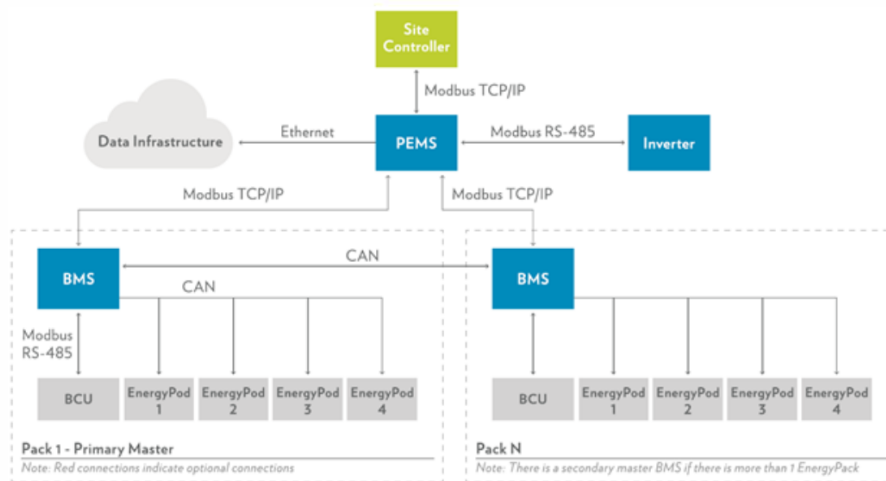 Site
Controller
Modbus TCP/IP
Data Infrastructure
Ethernet
PEMS
Modbus RS-485
Inverter
Modbus TCP/IP
Modbus TCP/IP
BMS
CAN
BMS
CAN
Modbus
RS-485
BCU
EnergyPod
1
EnergyPod
2
EnergyPod
3
EnergyPod
4
Pack 1 - Primary Master
Note: Red connections indicate optional connections
BCU
EnergyPod
1
EnergyPod
2
EnergyPod
3
EnergyPod
4
Pack N
Note: There is a secondary master BMS if there is more than 1 EnergyPack